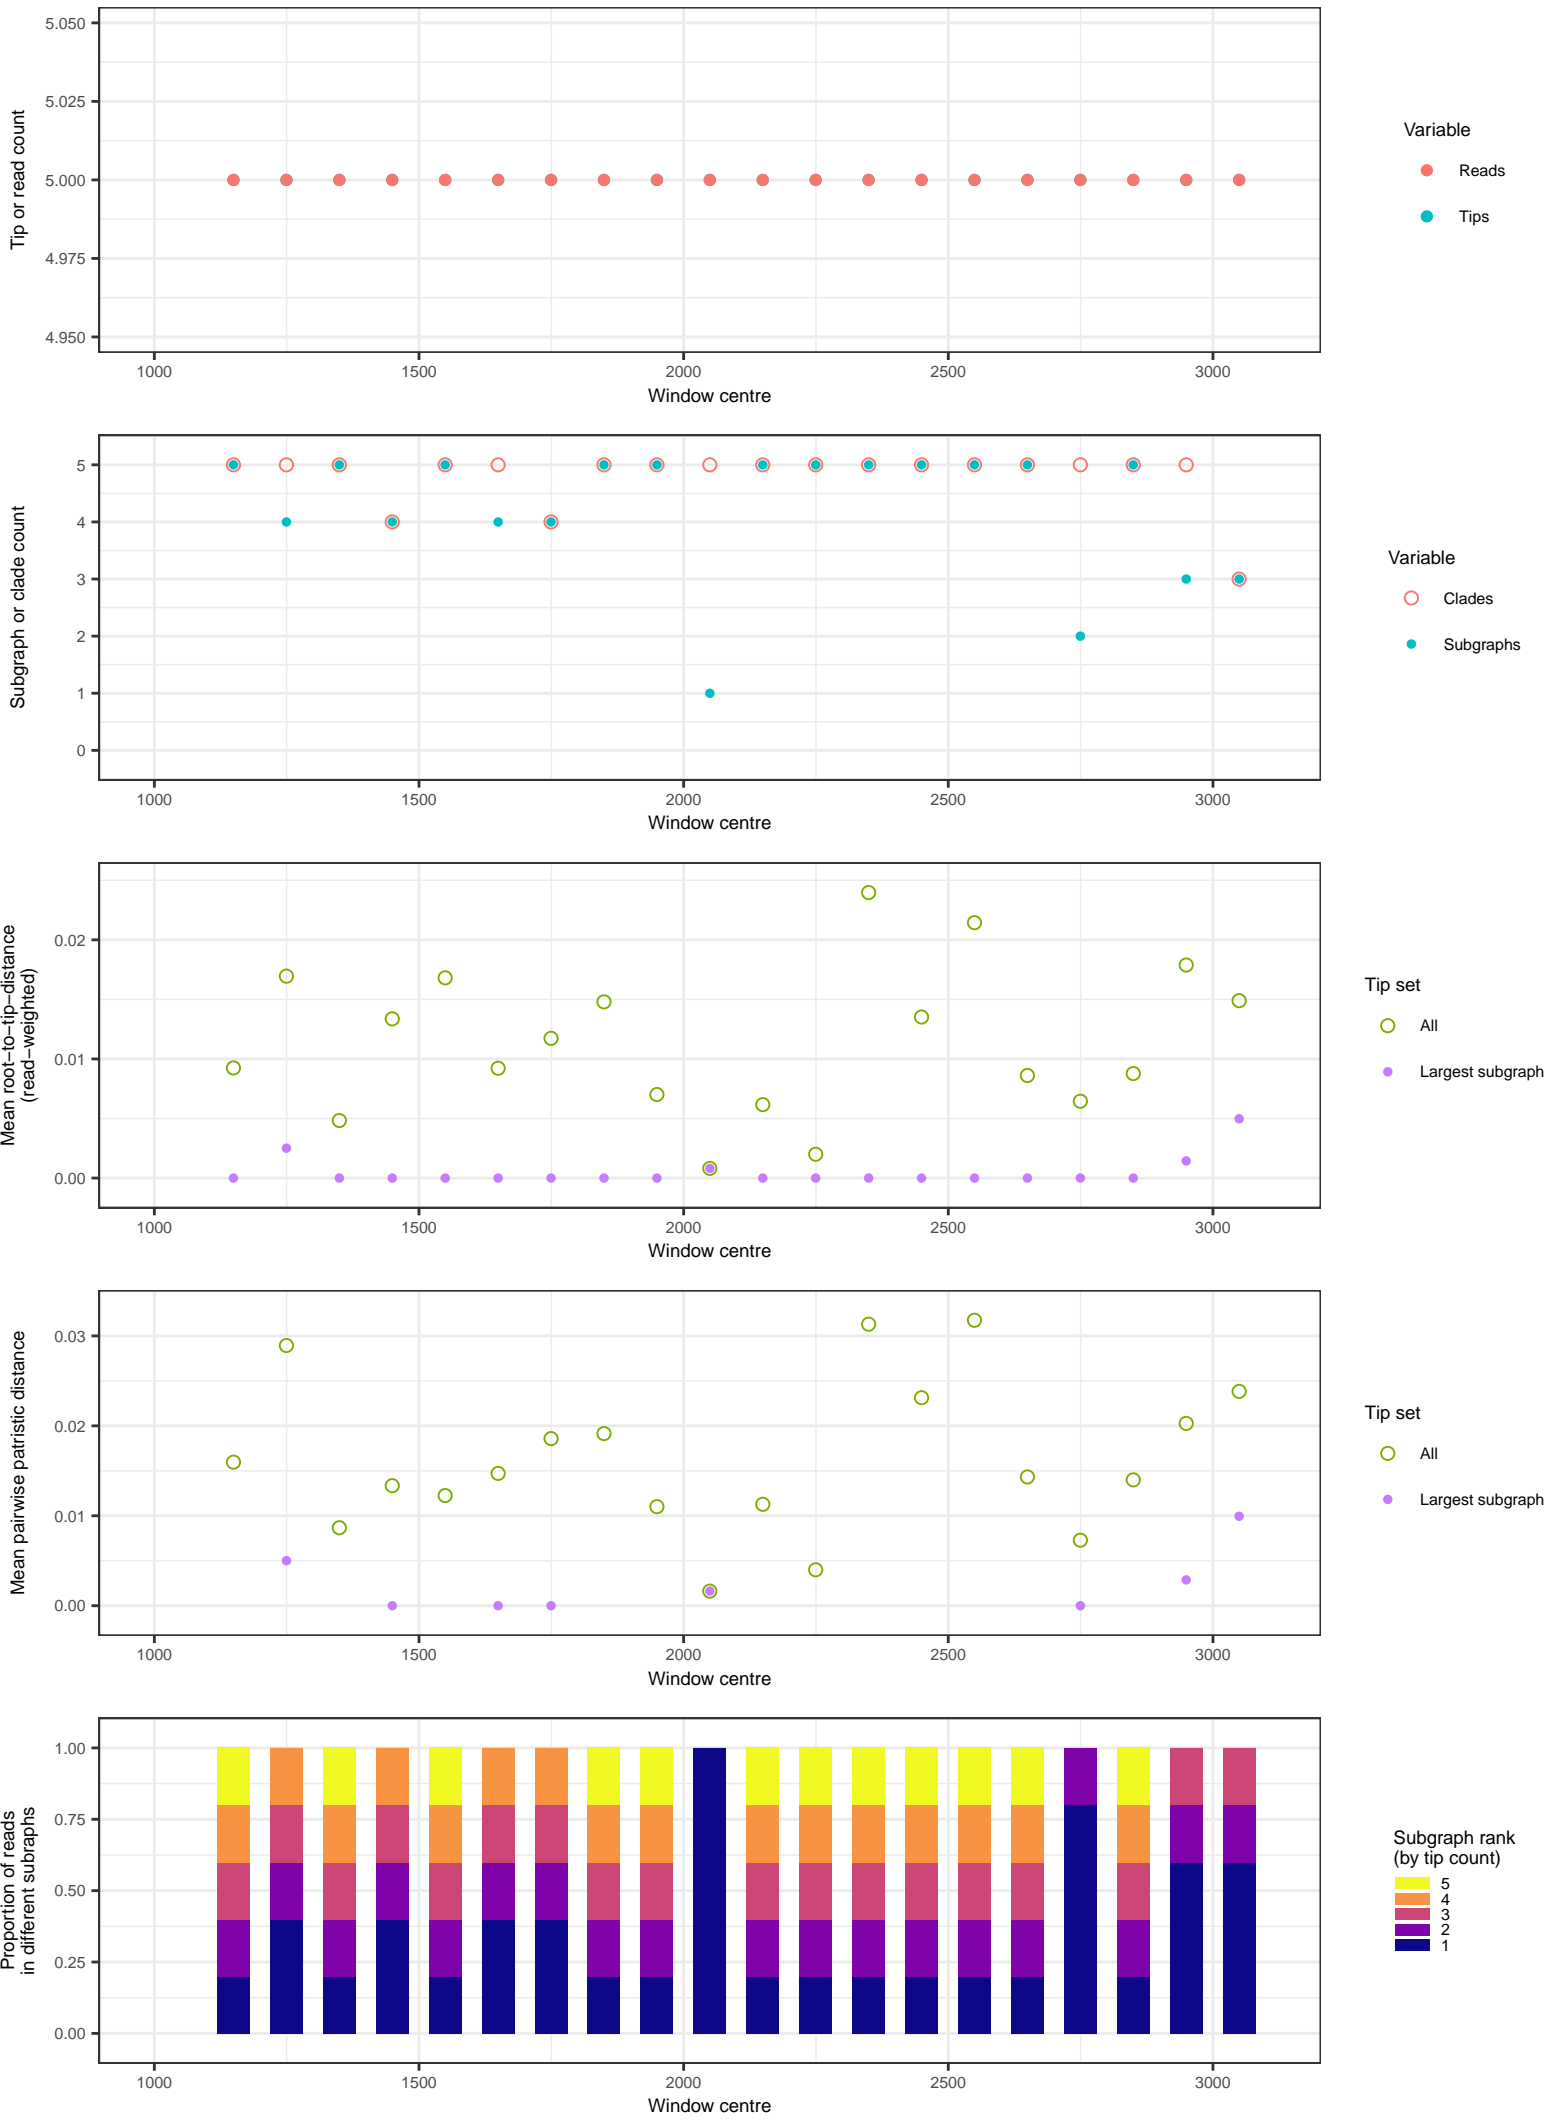 5.050
5.025
5.000
4.975
4.950
Tip or read count
1000 1500 2000 2500 3000
Window centre
Variable
Reads
Tips
5
4
3
2
1
0
Subgraph or clade count
1000 1500 2000 2500 3000
Window centre
Variable
Clades
Subgraphs
0.02
0.01
0.00
Mean root−to−tip−distance
(read−weighted)
1000 1500 2000 2500 3000
Window centre
Tip set
All
Largest subgraph
0.03
0.02
0.01
0.00
Mean pairwise patristic distance
1000 1500 2000 2500 3000
Window centre
Tip set
All
Largest subgraph
1.00
0.75
0.50
0.25
0.00
Proportion of reads
in different subraphs
1000 1500 2000 2500 3000
Window centre
Subgraph rank
(by tip count)
5
4
3
2
1